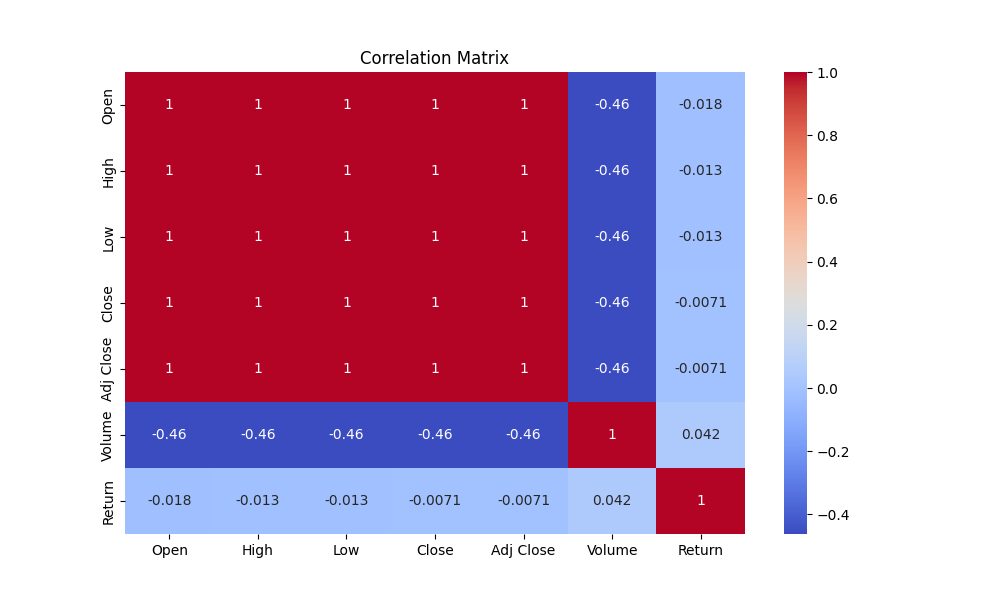 Correlation Matrix
Open 1 1 1 1 1 -0.46 -0.018
High 1 1 1 1 1 -0.46 -0.013
Low 1 1 1 1 1 -0.46 -0.013
Close 1 1 1 1 1 -0.46 -0.0071
Adj Close 1 1 1 1 1 -0.46 -0.0071
Volume -0.46 -0.46 -0.46 -0.46 -0.46 1 0.042
Return -0.018 -0.013 -0.013 -0.0071 -0.0071 0.042 1
Open High Low Close Adj Close Volume Return
1.0
0.8
0.6
0.4
0.2
0.0
−0.2
−0.4